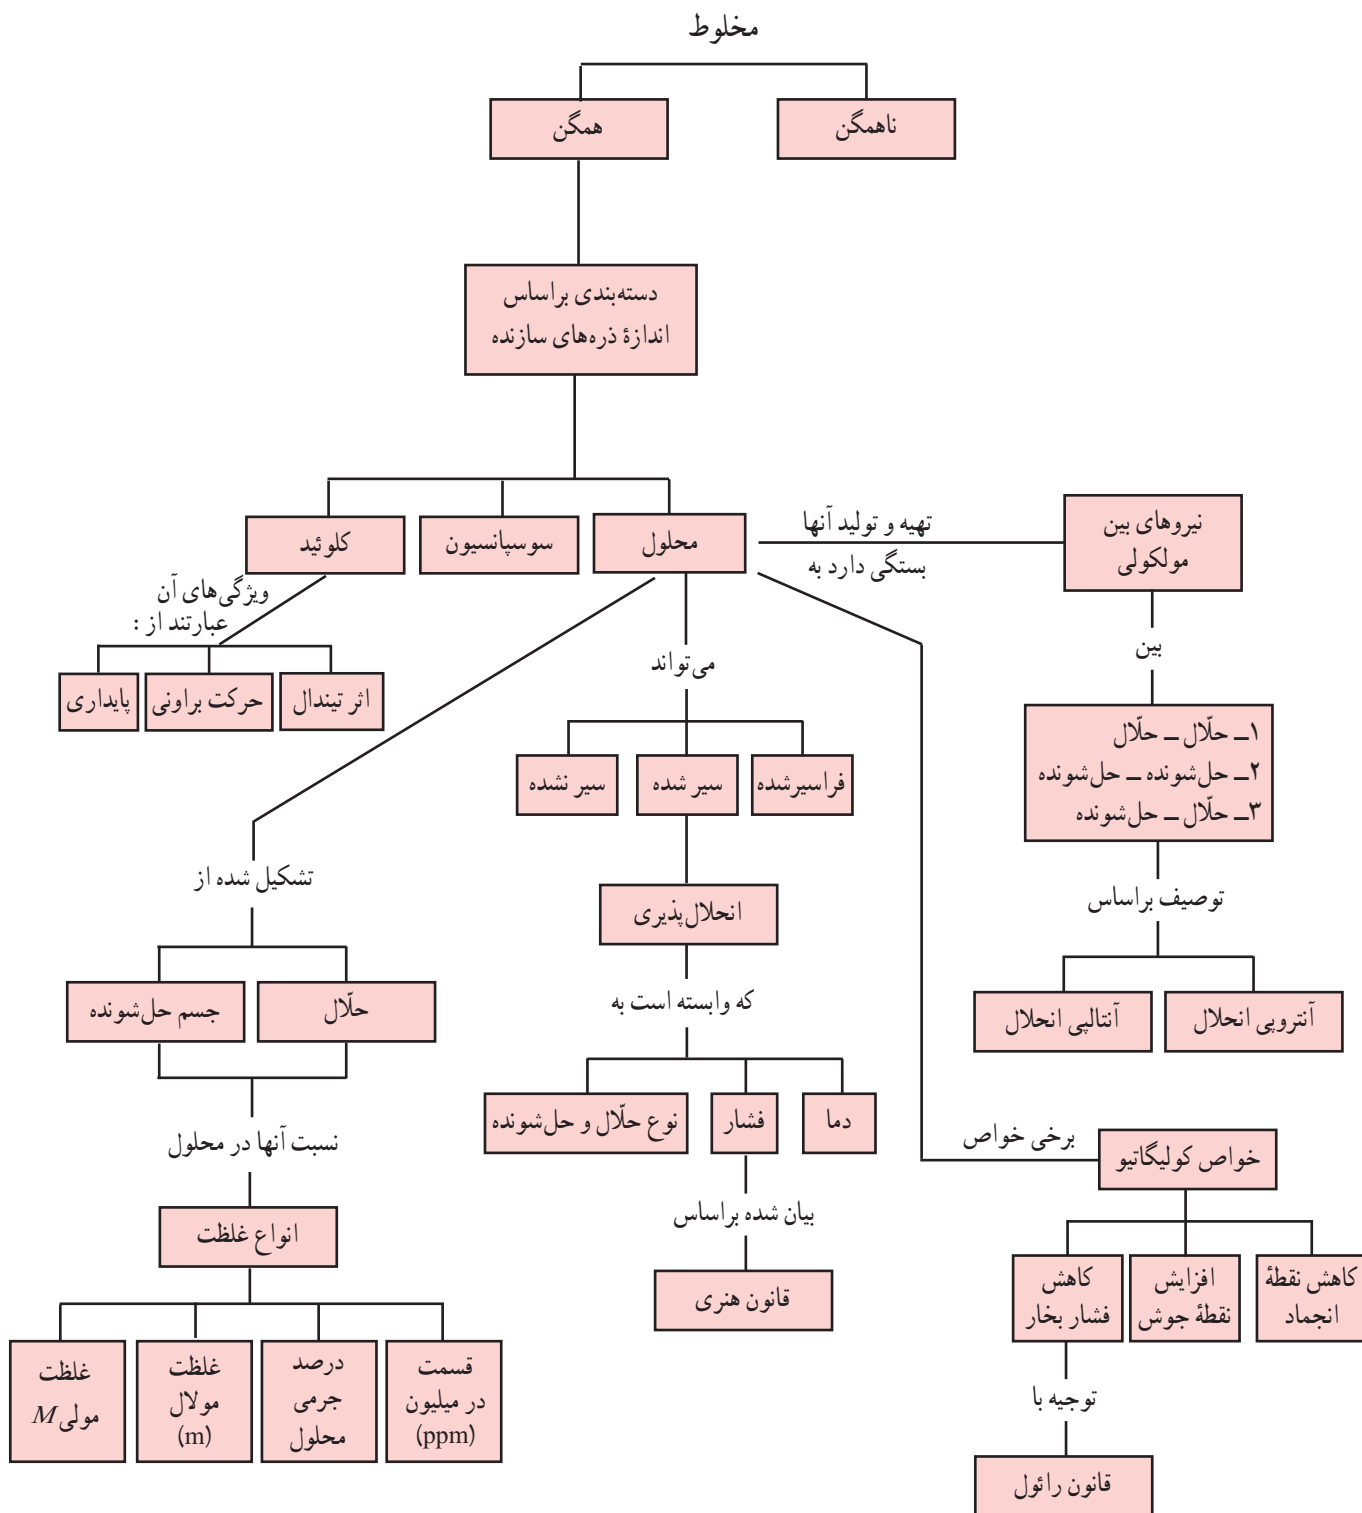 مخلوط
ناهمگن
همگن
دسته‌بندی براساس
اندازهٔ ذره‌های سازنده
نیروهای بین
مولکولی
تهیه و تولید آنها
بستگی دارد به
محلول
سوسپانسیون
کلوئید
ویژگی‌های آن
عبارتند از :
اثر تیندال
حرکت براونی
پایداری
بین
۱ــ حلّال ــ حلّال
۲ــ حل‌شونده ــ حل‌شونده
۳ــ حلّال ــ حل‌شونده
توصیف براساس
آنتروپی انحلال
آنتالپی انحلال
می‌تواند
فراسیرشده
سیر شده
سیر نشده
انحلال‌پذیری
که وابسته است به
دما
فشار
نوع حلّال و حل‌شونده
بیان شده براساس
قانون هنری
تشکیل شده از
حلّال
جسم حل‌شونده
نسبت آنها در محلول
انواع غلظت
قسمت
در میلیون
(ppm)
درصد
جرمی
محلول
غلظت
مولال
(m)
غلظت
مولی M
برخی خواص
خواص کولیگاتیو
کاهش نقطهٔ
انجماد
افزایش
نقطهٔ جوش
کاهش
فشار بخار
توجیه با
قانون رائول